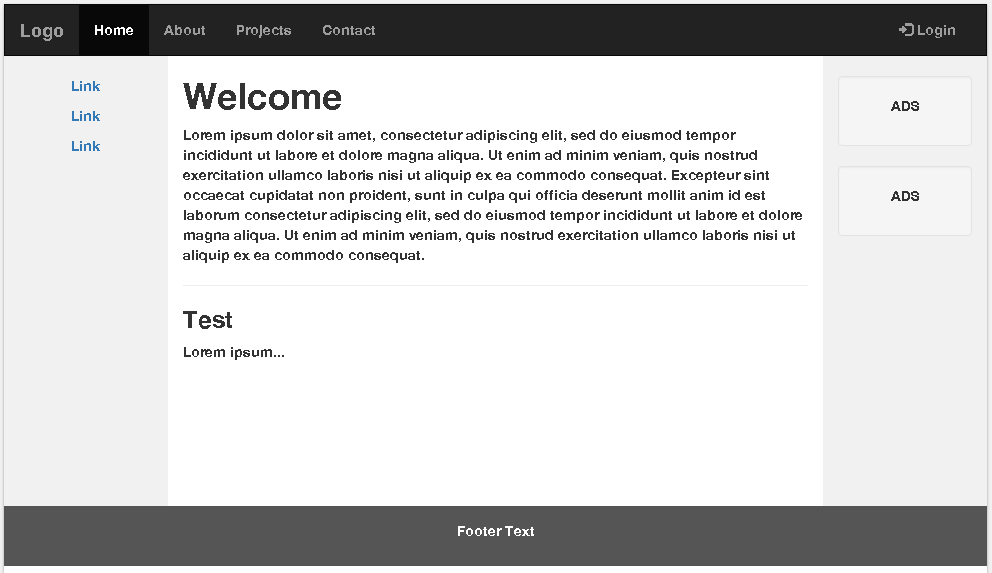 Logo Home About Projects Contact Login
Link
Link
Link
Welcome
Lorem ipsum dolor sit amet, consectetur adipiscing elit, sed do eiusmod tempor
incididunt ut labore et dolore magna aliqua. Ut enim ad minim veniam, quis nostrud
exercitation ullamco laboris nisi ut aliquip ex ea commodo consequat. Excepteur sint
occaecat cupidatat non proident, sunt in culpa qui officia deserunt mollit anim id est
laborum consectetur adipiscing elit, sed do eiusmod tempor incididunt ut labore et dolore
magna aliqua. Ut enim ad minim veniam, quis nostrud exercitation ullamco laboris nisi ut
aliquip ex ea commodo consequat.
Test
Lorem ipsum...
ADS
ADS
Footer Text